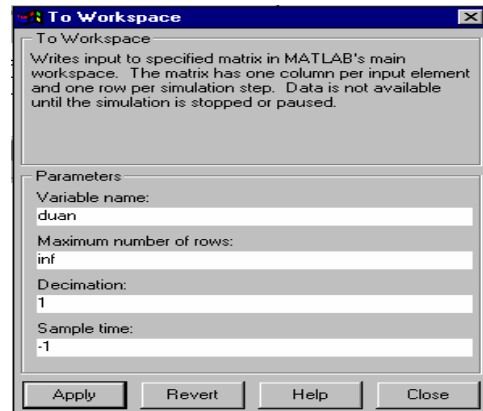 To Workspace
To Workspace
Writes input to specified matrix in MATLAB's main
workspace. The matrix has one column per input element
and one row per simulation step. Data is not available
until the simulation is stopped or paused.
Parameters
Variable name:
duan
Maximum number of rows:
inf
Decimation:
1
Sample time:
-1
Apply Revert Help Close